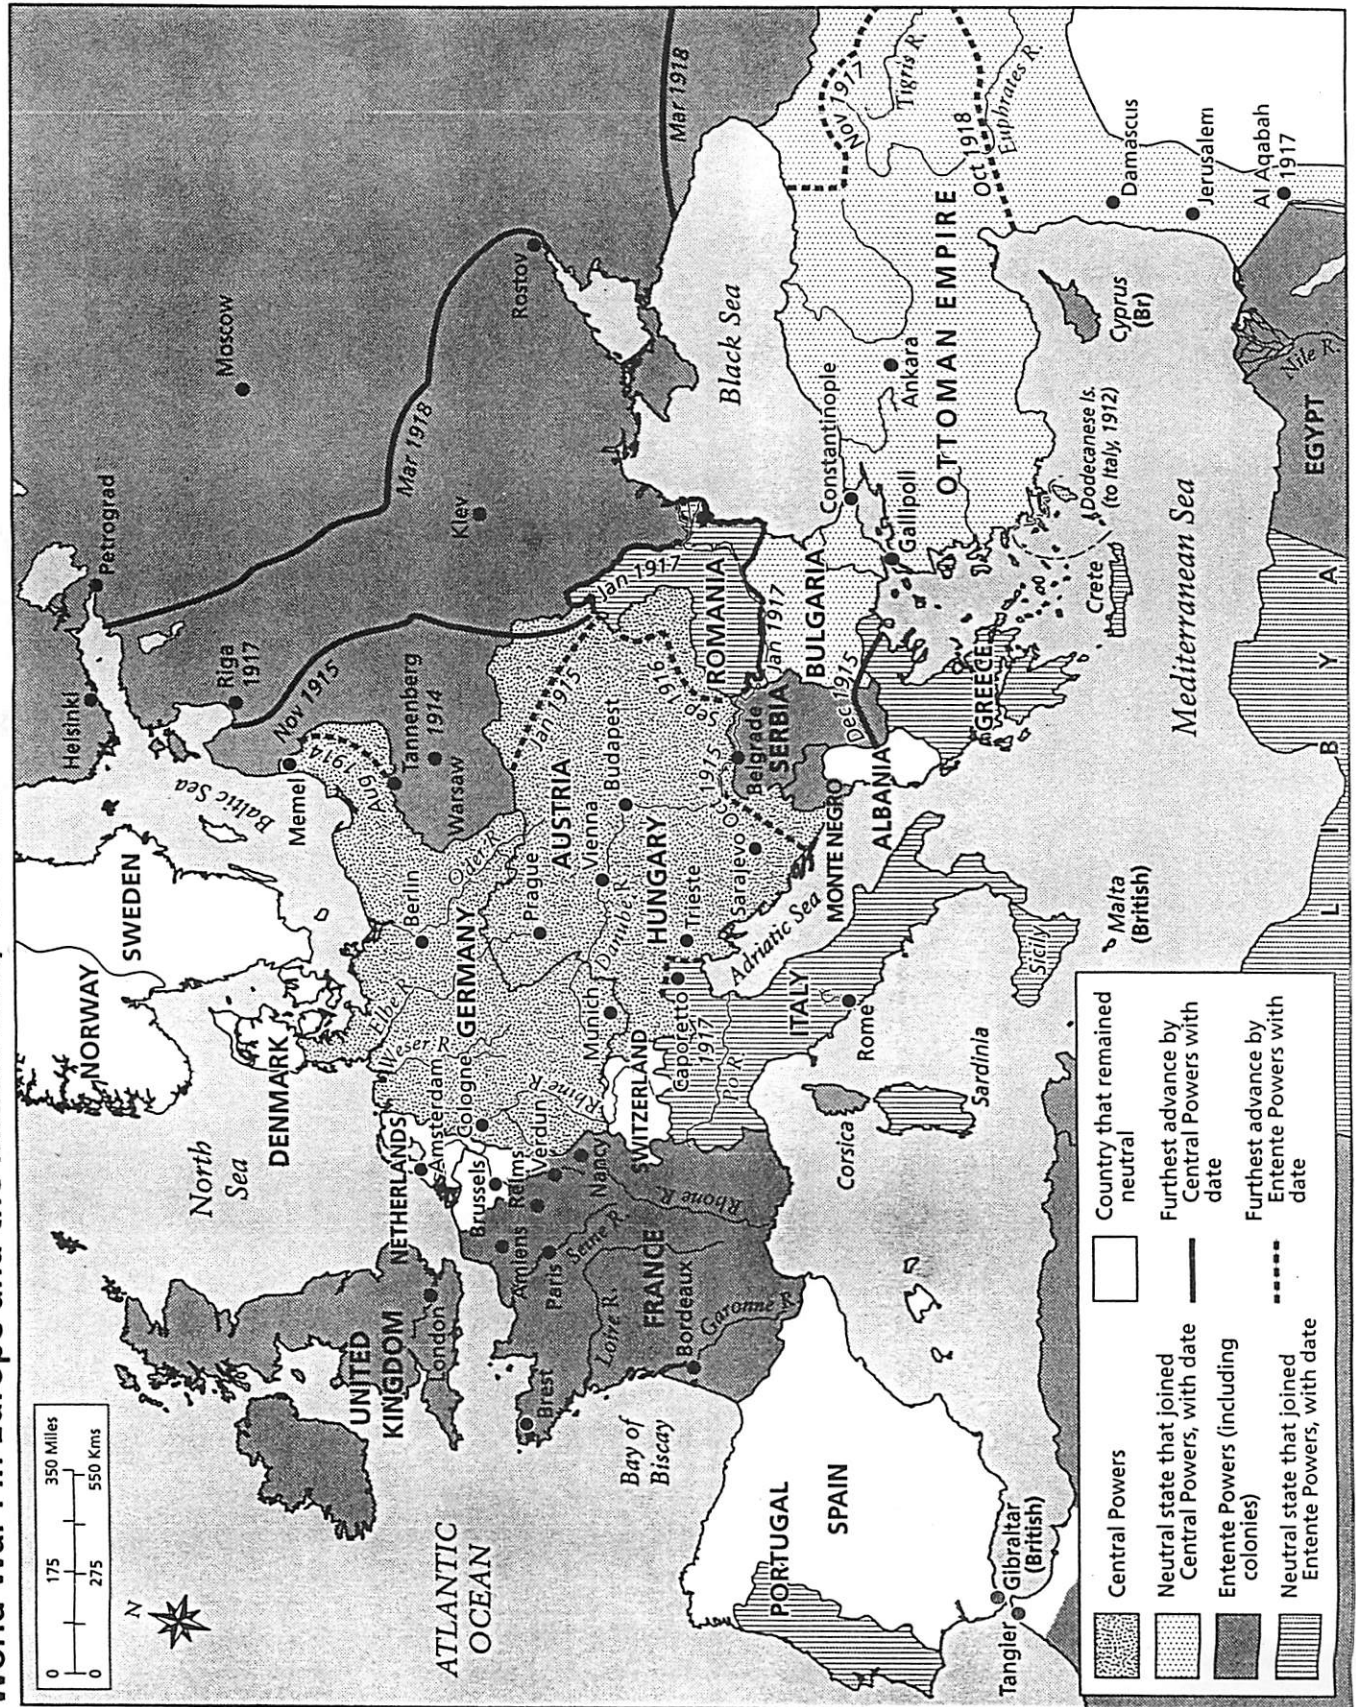 World War I in Europe and the
0 175 350 Miles
0 275 550 Kms
N
ATLANTIC
OCEAN
North
Sea
NORWAY
SWEDEN
Baltic Sea
Helsinki
Petrograd
Riga
1917
Moscow
Nov 1915
Mar 1918
Mar 1918
DENMARK
UNITED
KINGDOM
London
NETHERLANDS
Amsterdam
Brussels
Cologne
Weser R.
Elbe R.
GERMANY
Berlin
Oder R.
Memel
Aug 1914
Tannenberg
1914
Warsaw
Kiev
Rostov
Brest
Amiens
Reims
Verdun
Paris
Nancy
Seine R.
Loire R.
Rhine R.
Munich
Prague
AUSTRIA
Vienna
Danube R.
Budapest
Jan 1915
HUNGARY
Bay of
Biscay
FRANCE
Bordeaux
Garonne R.
Rhone R.
SWITZERLAND
Caporetto
1917
Trieste
Po R.
Sarajevo
Oct 1915
Sep 1916
Jan 1917
ROMANIA
Jan 1917
Belgrade
SERBIA
BULGARIA
Black Sea
Adriatic Sea
MONTENEGRO
ALBANIA
Dec 1915
ITALY
Rome
Corsica
Sardinia
Sicily
PORTUGAL
SPAIN
Gibraltar
(British)
Tangier
Constantinople
Gallipoli
Ankara
OTTOMAN EMPIRE
Nov 1917
Tigris R.
Oct 1918
Euphrates R.
GREECE
Dodecanese Is.
(to Italy, 1912)
Crete
Cyprus
(Br)
Malta
(British)
Mediterranean Sea
Damascus
Jerusalem
Al Aqabah
1917
LIBYA
EGYPT
Nile R.
Central Powers
Neutral state that joined
Central Powers, with date
Entente Powers (including
colonies)
Neutral state that joined
Entente Powers, with date
Country that remained
neutral
Furthest advance by
Central Powers with
date
Furthest advance by
Entente Powers with
date